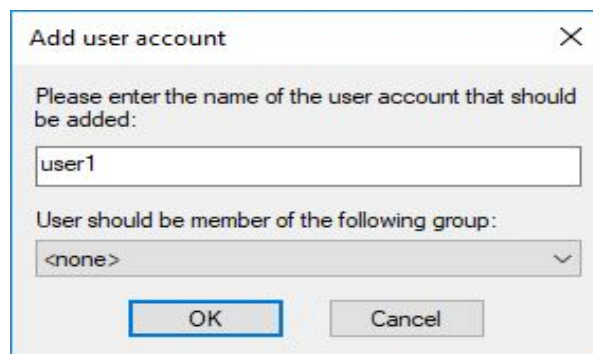 Add user account
Please enter the name of the user account that should
be added:
user1
User should be member of the following group:
<none>
OK
Cancel